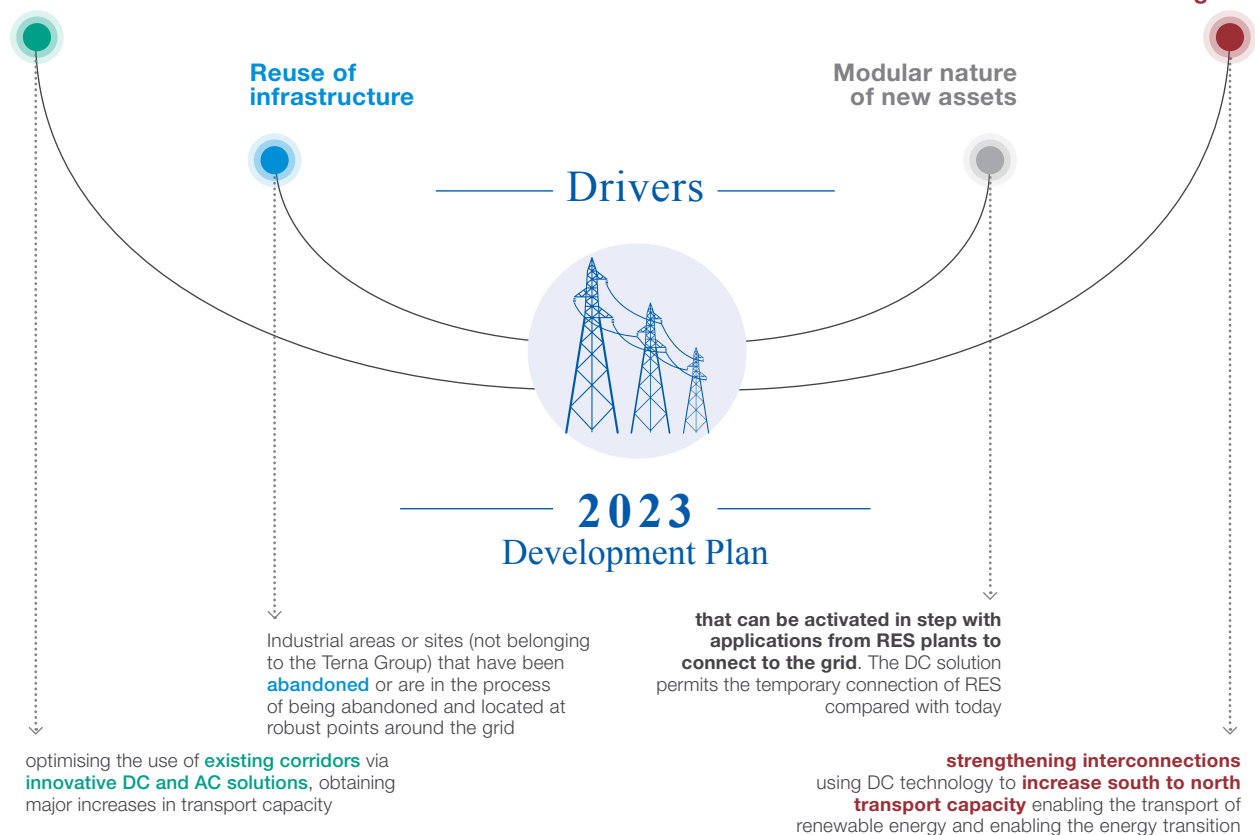 Reuse of
infrastructure
Modular nature
of new assets
Drivers
2023
Development Plan
Industrial areas or sites (not belonging
to the Terna Group) that have been
abandoned or are in the process
of being abandoned and located at
robust points around the grid
that can be activated in step with
applications from RES plants to
connect to the grid. The DC solution
permits the temporary connection of RES
compared with today
optimising the use of existing corridors via
innovative DC and AC solutions, obtaining
major increases in transport capacity
strengthening interconnections
using DC technology to increase south to north
transport capacity enabling the transport of
renewable energy and enabling the energy transition